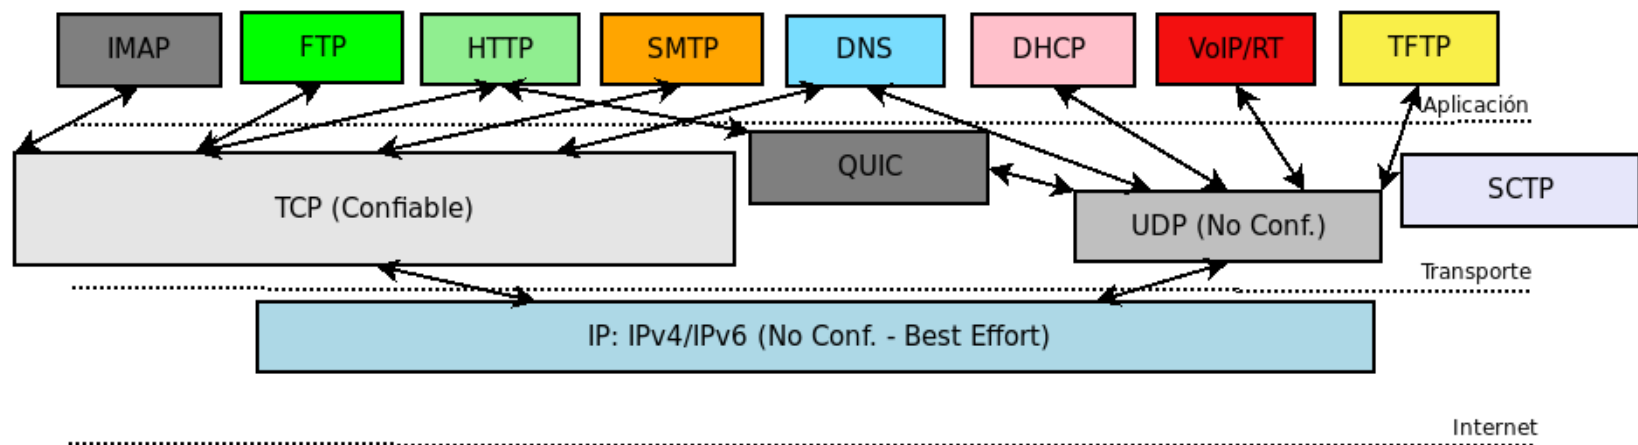 IMAP
FTP
HTTP
SMTP
DNS
DHCP
VoIP/RT
TFTP
Aplicación
QUIC
SCTP
TCP (Confiable)
UDP (No Conf.)
Transporte
IP: IPv4/IPv6 (No Conf. - Best Effort)
Internet